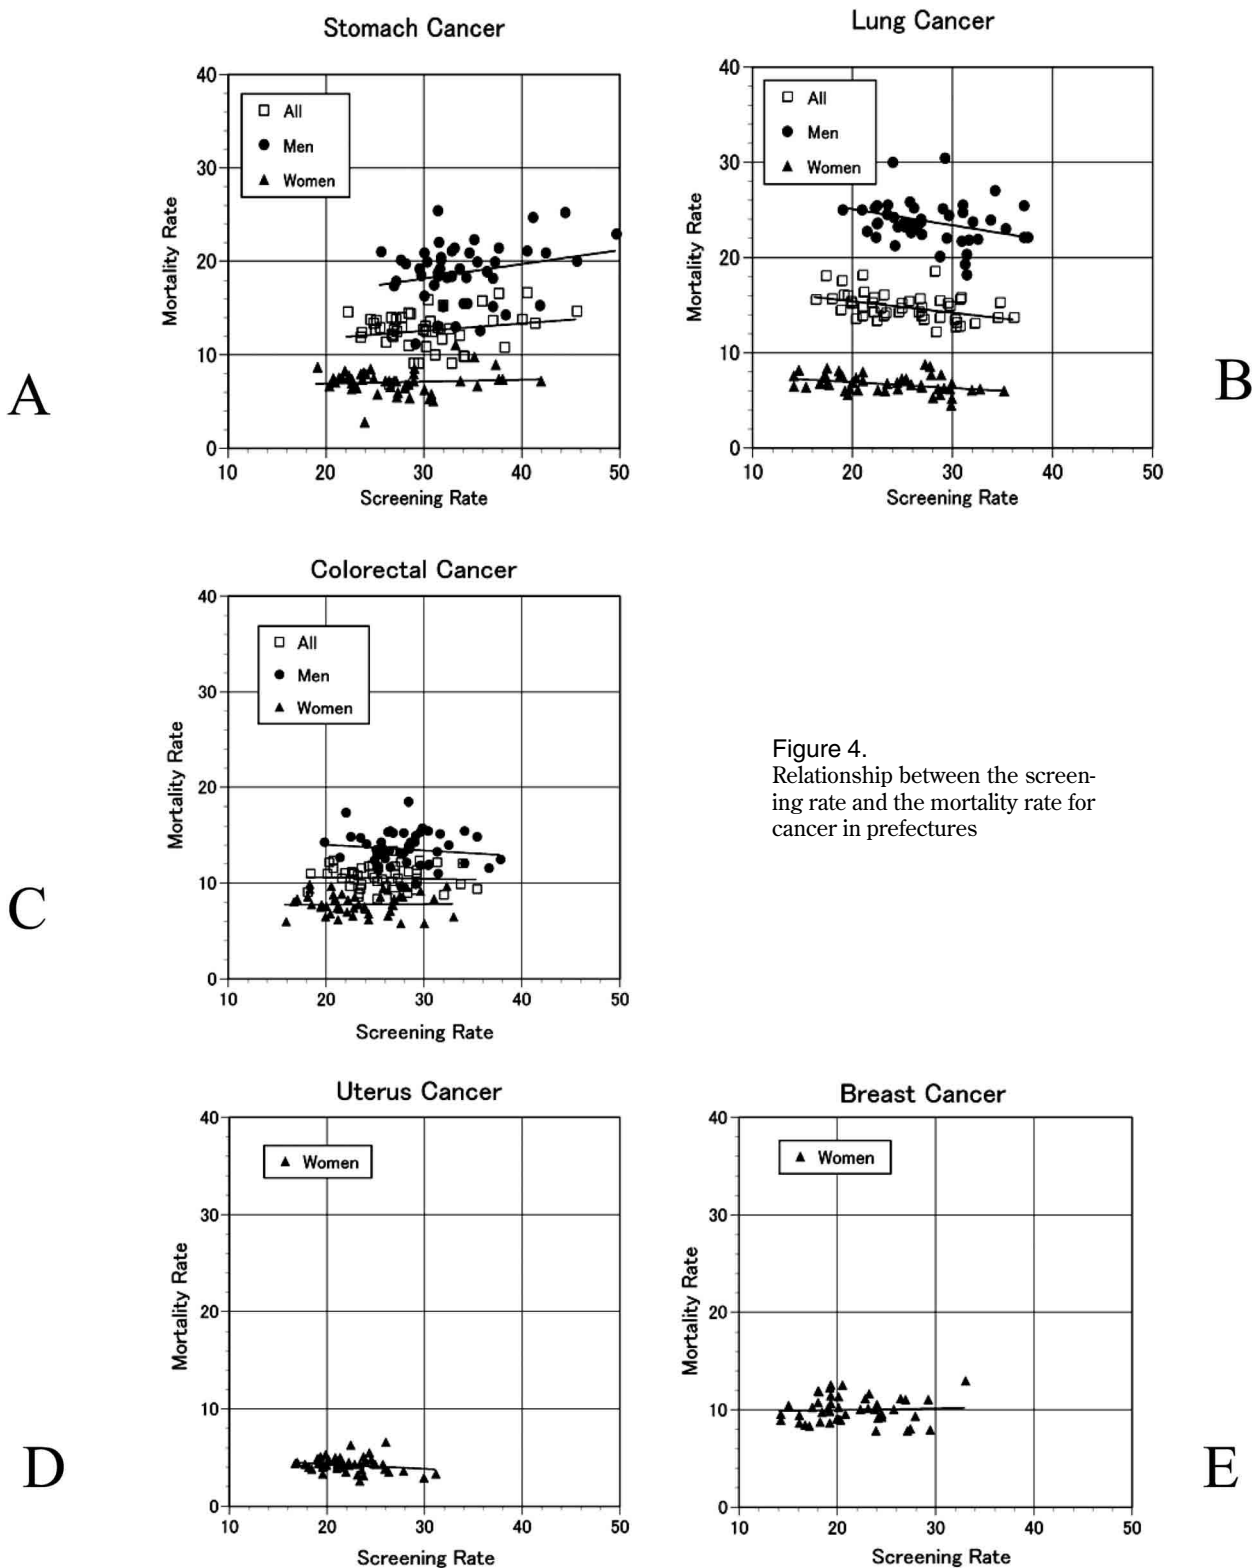 Stomach Cancer
40
30
20
10
0
All
Men
Women
Mortality Rate
10 20 30 40 50
Screening Rate
A
Lung Cancer
40
30
20
10
0
All
Men
Women
Mortality Rate
10 20 30 40 50
Screening Rate
B
Colorectal Cancer
40
30
20
10
0
All
Men
Women
Mortality Rate
10 20 30 40 50
Screening Rate
C
Figure 4.
Relationship between the screen-
ing rate and the mortality rate for
cancer in prefectures
Uterus Cancer
40
30
20
10
0
Women
Mortality Rate
10 20 30 40 50
Screening Rate
D
Breast Cancer
40
30
20
10
0
Women
Mortality Rate
10 20 30 40 50
Screening Rate
E